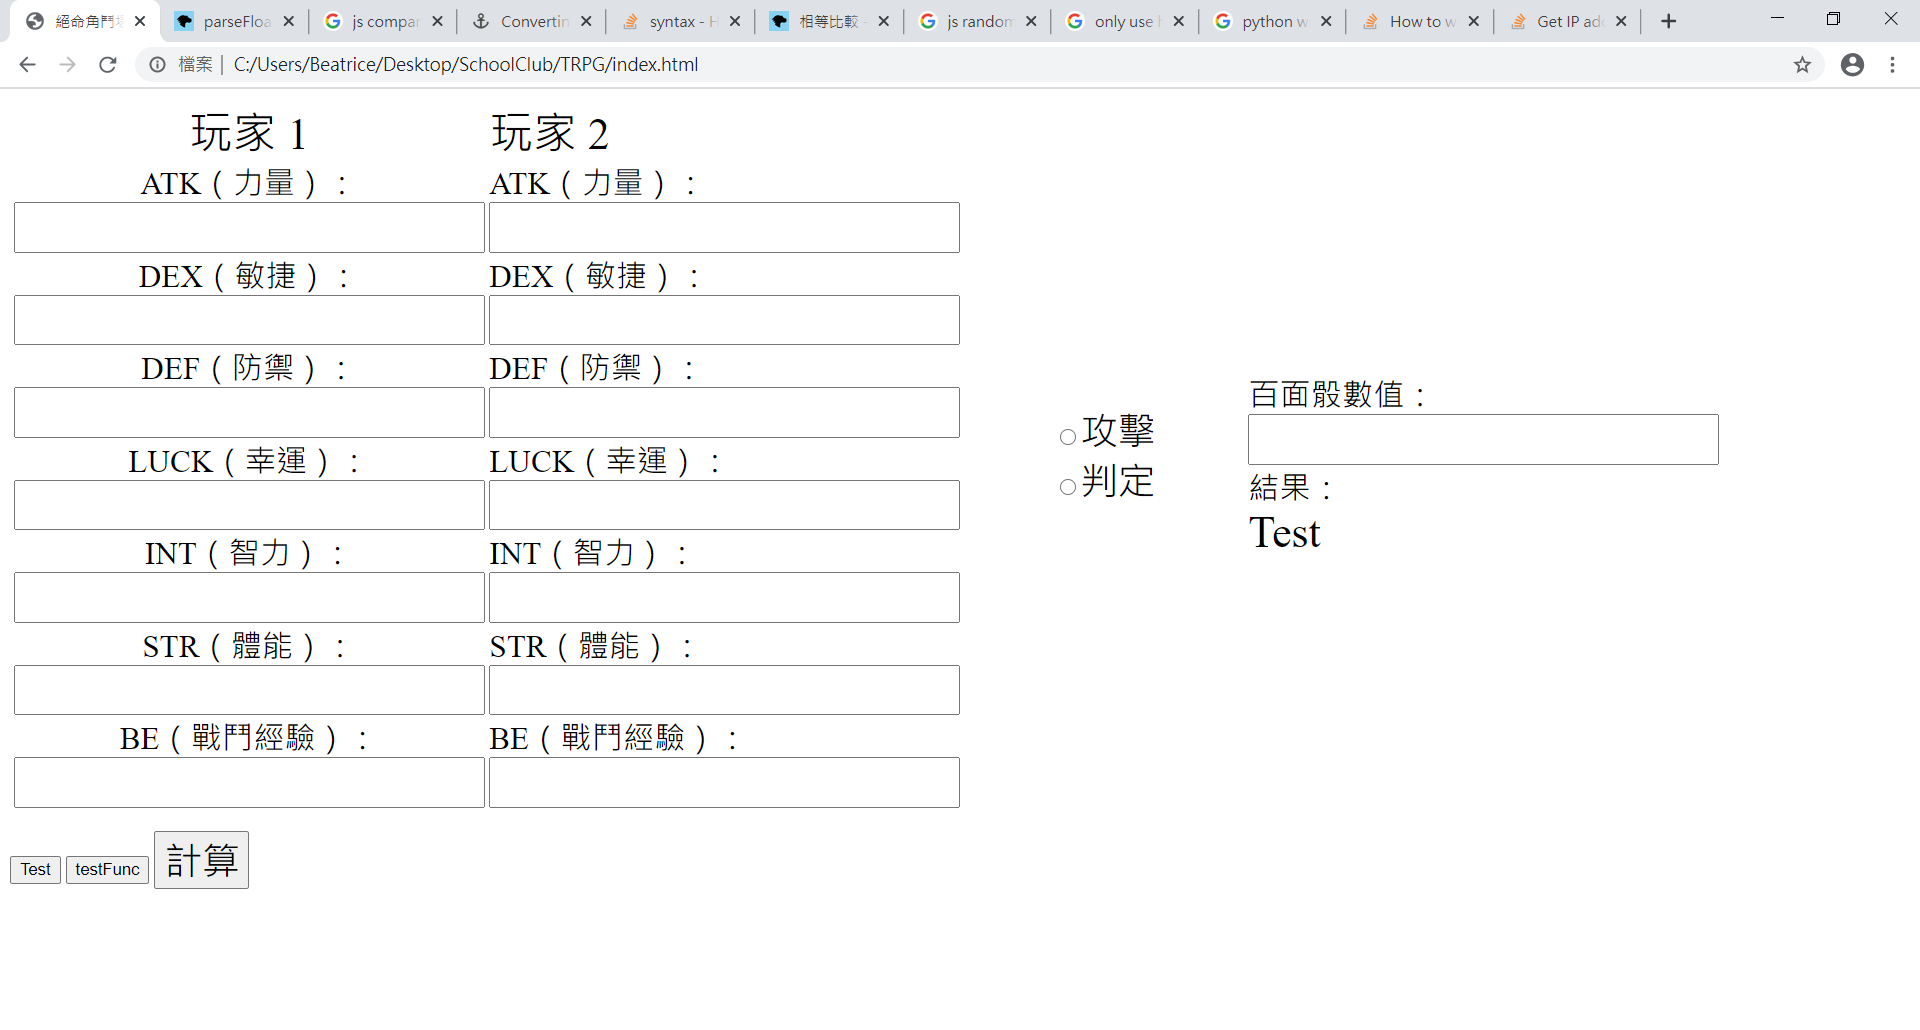 絕命角鬥場
parseFloa
js compar
Convertin
syntax - H
相等比較 -
js random
only use
python w
How to w
Get IP add
檔案 | C:/Users/Beatrice/Desktop/SchoolClub/TRPG/index.html
玩家 1 玩家 2
ATK(力量): ATK(力量):
DEX(敏捷): DEX(敏捷):
DEF(防禦): DEF(防禦):
百面骰數值:
攻擊
LUCK(幸運): LUCK(幸運):
判定
結果:
Test
INT(智力): INT(智力):
STR(體能): STR(體能):
BE(戰鬥經驗): BE(戰鬥經驗):
Test testFunc 計算